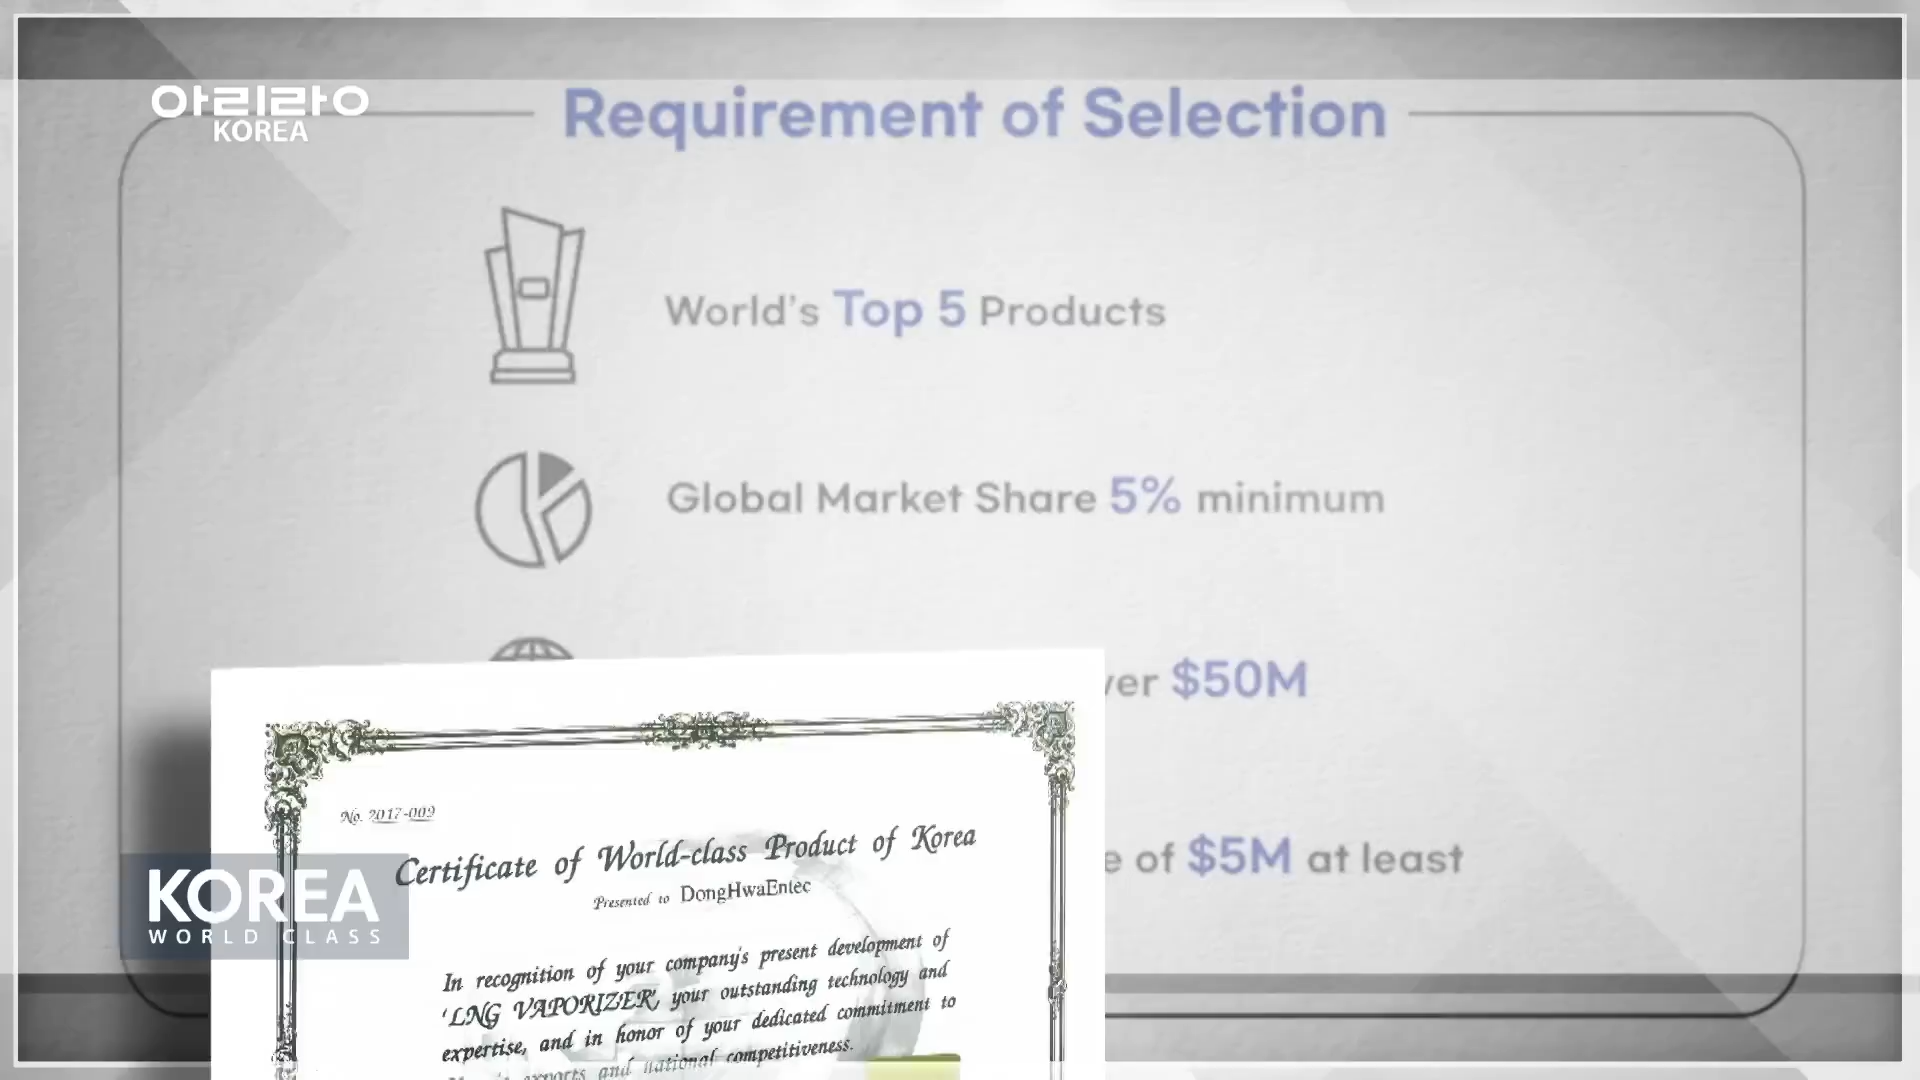 아리랑
KOREA
Requirement of Selection
World's Top 5 Products
Global Market Share 5% minimum
$50M
of $5M at least
No. 2017-009
Certificate of World-class Product of Korea
Presented to DongHwaEntec
In recognition of your company's present development of
'LNG VAPORIZER', your outstanding technology and
expertise, and in honor of your dedicated commitment to
exports and national competitiveness.
KOREA
WORLD CLASS